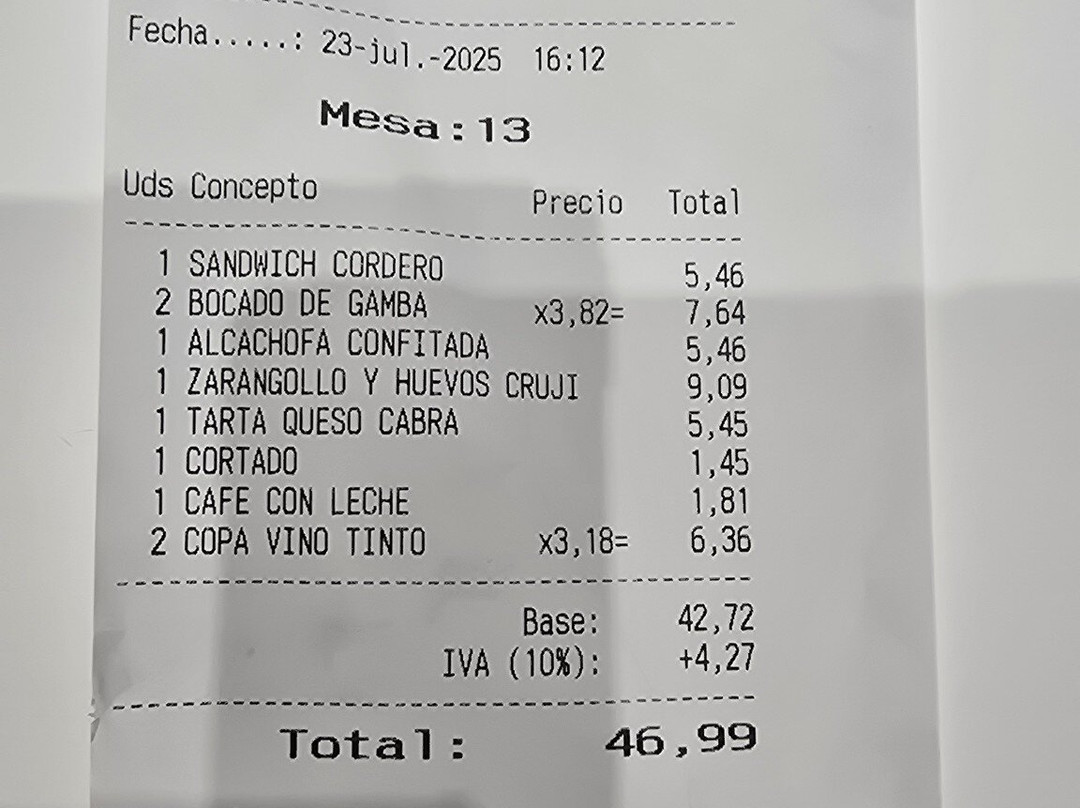 Fecha.....: 23-jul.-2025 16:12
Mesa:13
Uds Concepto Precio Total
1 SANDWICH CORDERO 5,46
2 BOCADO DE GAMBA x3,82= 7,64
1 ALCACHOFA CONFITADA 5,46
1 ZARANGOLLO Y HUEVOS CRUJI 9,09
1 TARTA QUESO CABRA 5,45
1 CORTADO 1,45
1 CAFE CON LECHE 1,81
2 COPA VINO TINTO x3,18= 6,36
Base: 42,72
IVA (10%): +4,27
Total: 46,99